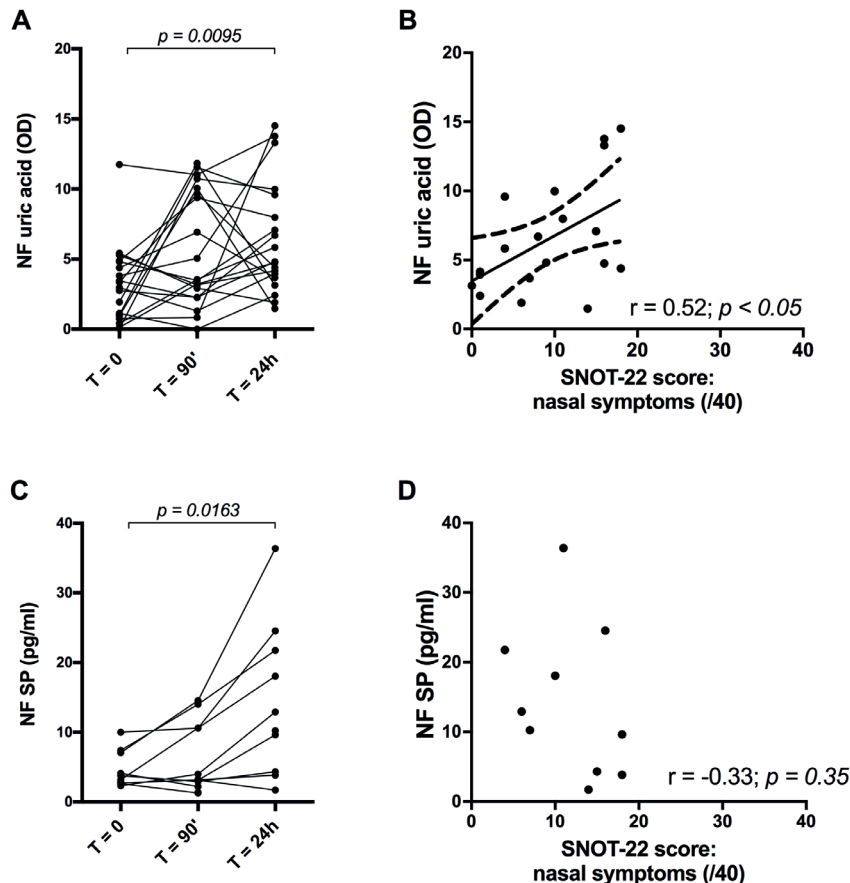 A
p = 0.0095
20
15
10
5
0
NF uric acid (OD)
T = 0
T = 90'
T = 24h
B
20
15
10
5
0
NF uric acid (OD)
r = 0.52; p < 0.05
0 10 20 30 40
SNOT-22 score:
nasal symptoms (/40)
C
p = 0.0163
40
30
20
10
0
NF SP (pg/ml)
T = 0
T = 90'
T = 24h
D
40
30
20
10
0
NF SP (pg/ml)
r = -0.33; p = 0.35
0 10 20 30 40
SNOT-22 score:
nasal symptoms (/40)